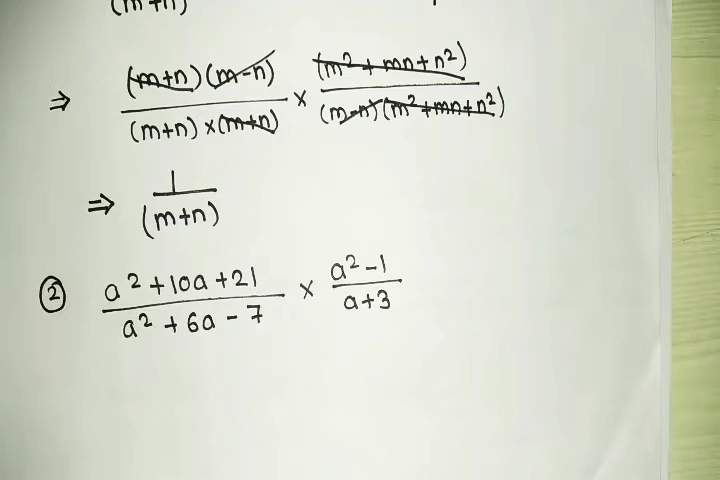 (m+n)
⇒ (m+n)(m-n)/(m+n)×(m+n) × (m²+mn+n²)/(m-n)(m²+mn+n²)
⇒ 1/(m+n)
② a²+10a+21/a²+6a-7 × a²-1/a+3